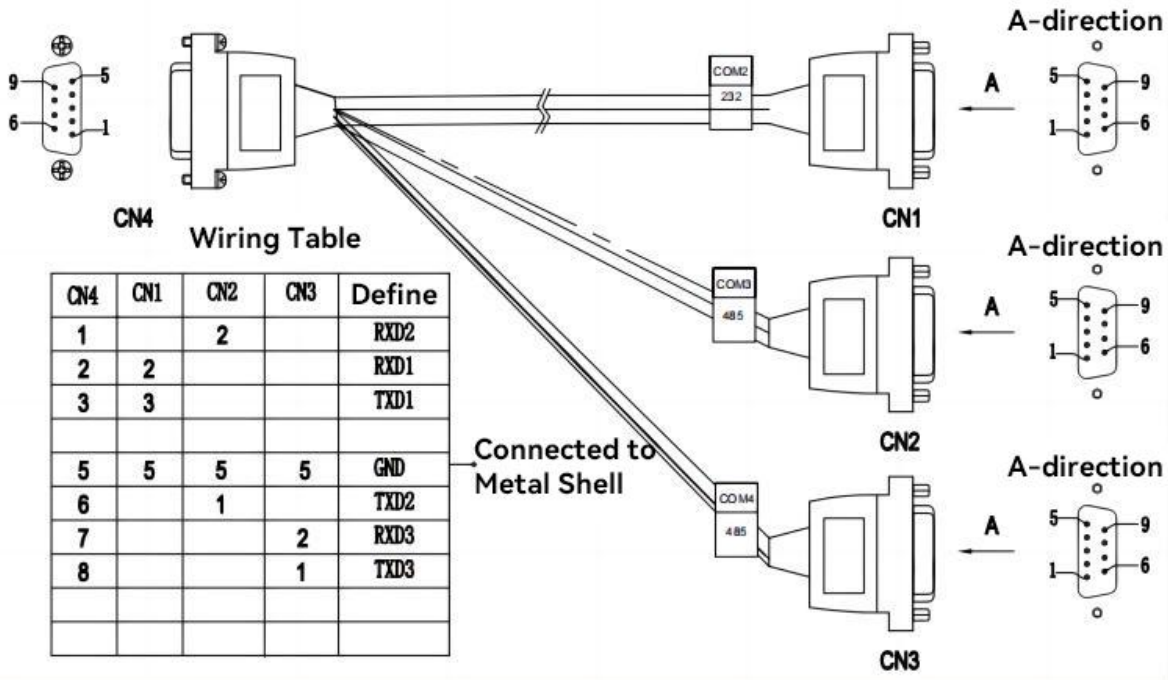 A-direction
9
5
6
1
COM2
232
A
5
9
1
6
CN4
CN1
Wiring Table
A-direction
CN4 CN1 CN2 CN3 Define
1 2 RXD2
2 2 RXD1
3 3 TXD1
5 5 5 5 GND
6 1 TXD2
7 2 RXD3
8 1 TXD3
Connected to
Metal Shell
COM3
485
A
5
9
1
6
CN2
A-direction
COM4
485
A
5
9
1
6
CN3